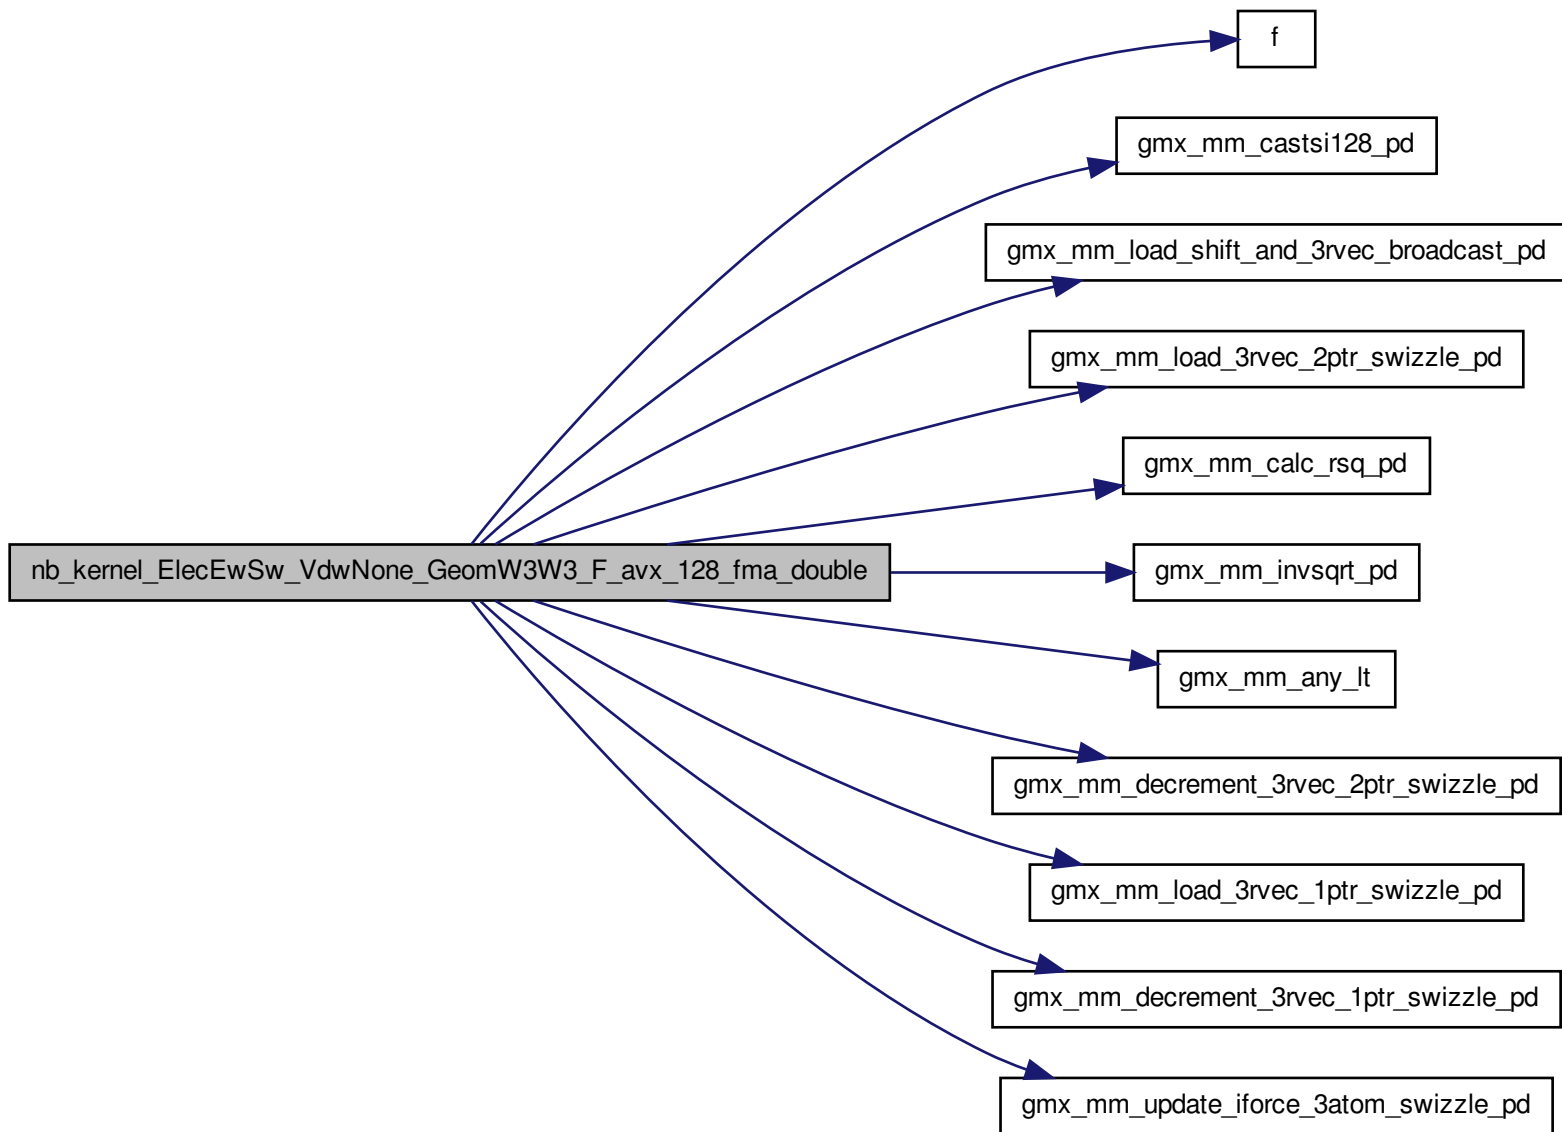 f
gmx_mm_castsi128_pd
gmx_mm_load_shift_and_3rvec_broadcast_pd
gmx_mm_load_3rvec_2ptr_swizzle_pd
gmx_mm_calc_rsq_pd
nb_kernel_ElecEwSw_VdwNone_GeomW3W3_F_avx_128_fma_double
gmx_mm_invsqrt_pd
gmx_mm_any_lt
gmx_mm_decrement_3rvec_2ptr_swizzle_pd
gmx_mm_load_3rvec_1ptr_swizzle_pd
gmx_mm_decrement_3rvec_1ptr_swizzle_pd
gmx_mm_update_iforce_3atom_swizzle_pd